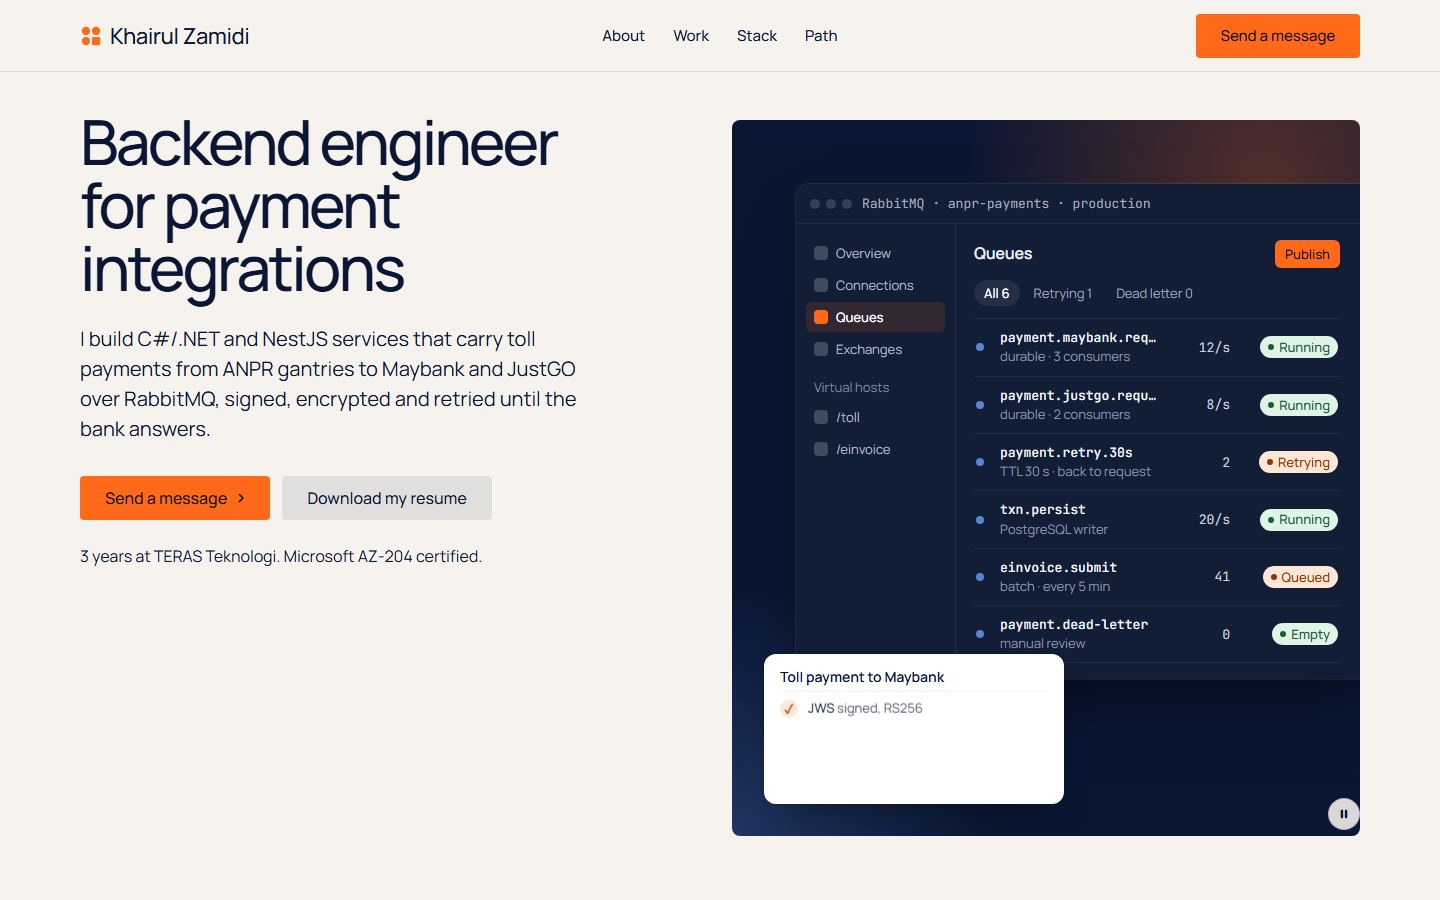 Khairul Zamidi
About
Work
Stack
Path
Send a message
Backend engineer
for payment
integrations
I build C#/.NET and NestJS services that carry toll
payments from ANPR gantries to Maybank and JustGO
over RabbitMQ, signed, encrypted and retried until the
bank answers.
Send a message
Download my resume
3 years at TERAS Teknologi. Microsoft AZ-204 certified.
RabbitMQ · anpr-payments · production
Overview
Connections
Queues
Exchanges
Virtual hosts
/toll
/einvoice
Queues
Publish
All 6
Retrying 1
Dead letter 0
payment.maybank.req…
12/s
Running
durable · 3 consumers
payment.justgo.requ…
8/s
Running
durable · 2 consumers
payment.retry.30s
2
Retrying
TTL 30 s · back to request
txn.persist
20/s
Running
PostgreSQL writer
einvoice.submit
41
Queued
batch · every 5 min
payment.dead-letter
0
Empty
manual review
Toll payment to Maybank
JWS signed, RS256